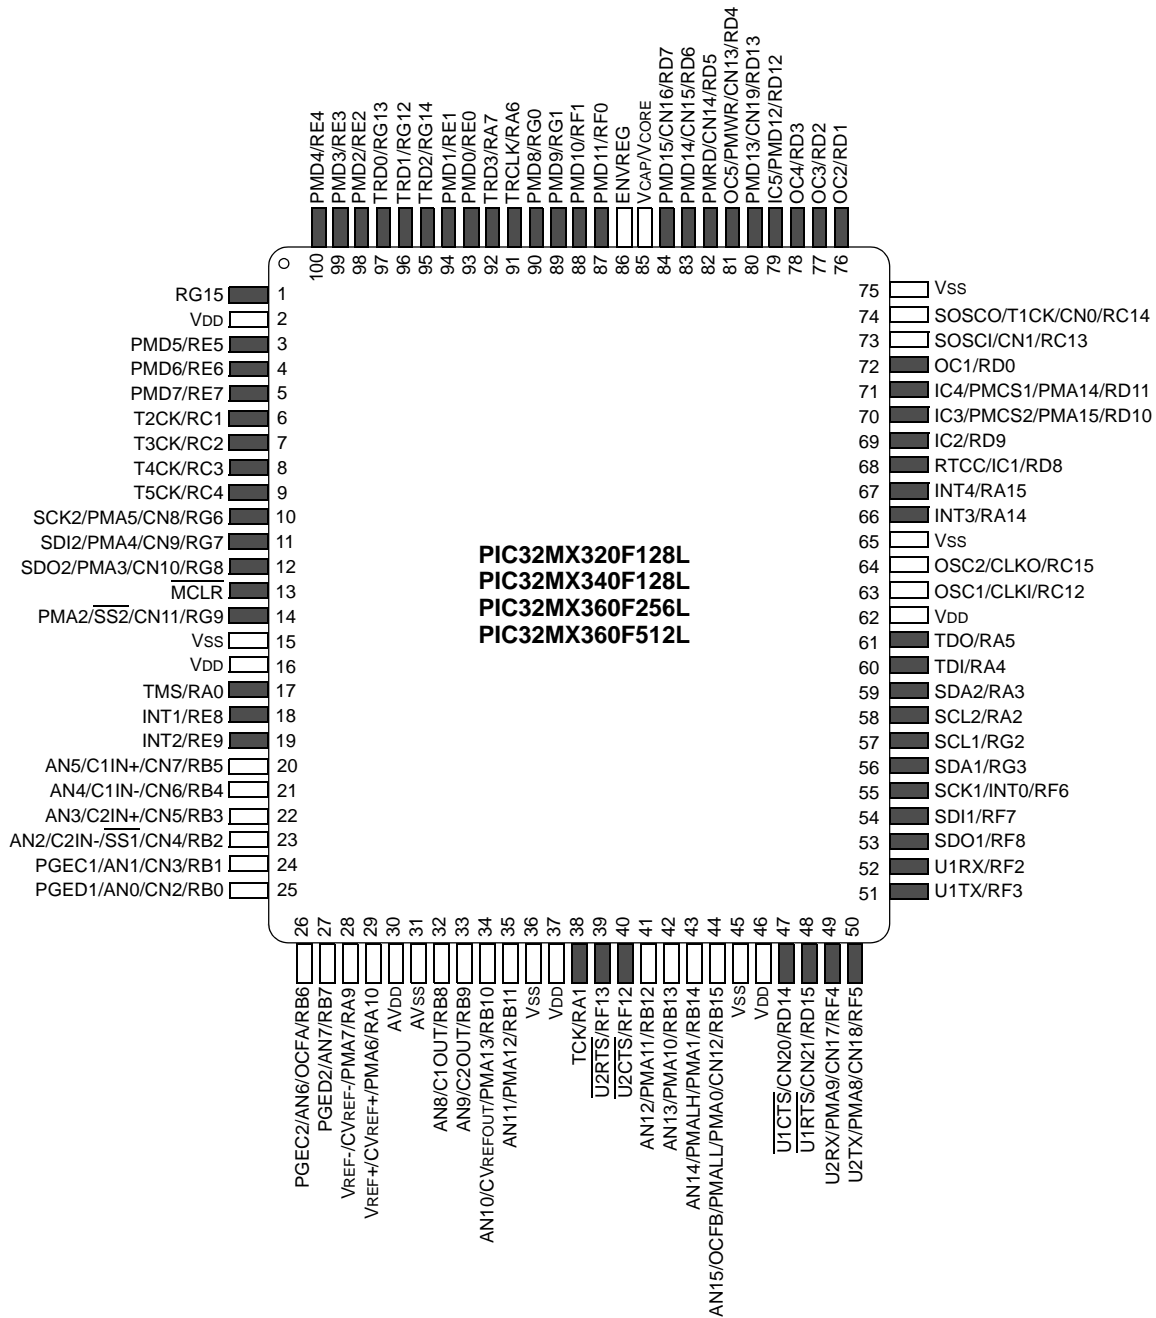 PMD4/RE4
PMD3/RE3
PMD2/RE2
TRD0/RG13
TRD1/RG12
TRD2/RG14
PMD1/RE1
PMD0/RE0
TRD3/RA7
TRCLK/RA6
PMD8/RG0
PMD9/RG1
PMD10/RF1
PMD11/RF0
ENVREG
VCAP/VCORE
PMD15/CN16/RD7
PMD14/CN15/RD6
PMRD/CN14/RD5
OC5/PMWR/CN13/RD4
PMD13/CN19/RD13
IC5/PMD12/RD12
OC4/RD3
OC3/RD2
OC2/RD1
100
99
98
97
96
95
94
93
92
91
90
89
88
87
86
85
84
83
82
81
80
79
78
77
76
RG15 1
VDD 2
PMD5/RE5 3
PMD6/RE6 4
PMD7/RE7 5
T2CK/RC1 6
T3CK/RC2 7
T4CK/RC3 8
T5CK/RC4 9
SCK2/PMA5/CN8/RG6 10
SDI2/PMA4/CN9/RG7 11
SDO2/PMA3/CN10/RG8 12
MCLR 13
PMA2/SS2/CN11/RG9 14
VSS 15
VDD 16
TMS/RA0 17
INT1/RE8 18
INT2/RE9 19
AN5/C1IN+/CN7/RB5 20
AN4/C1IN-/CN6/RB4 21
AN3/C2IN+/CN5/RB3 22
AN2/C2IN-/SS1/CN4/RB2 23
PGEC1/AN1/CN3/RB1 24
PGED1/AN0/CN2/RB0 25
PIC32MX320F128L
PIC32MX340F128L
PIC32MX360F256L
PIC32MX360F512L
75 VSS
74 SOSCO/T1CK/CN0/RC14
73 SOSCI/CN1/RC13
72 OC1/RD0
71 IC4/PMCS1/PMA14/RD11
70 IC3/PMCS2/PMA15/RD10
69 IC2/RD9
68 RTCC/IC1/RD8
67 INT4/RA15
66 INT3/RA14
65 VSS
64 OSC2/CLKO/RC15
63 OSC1/CLKI/RC12
62 VDD
61 TDO/RA5
60 TDI/RA4
59 SDA2/RA3
58 SCL2/RA2
57 SCL1/RG2
56 SDA1/RG3
55 SCK1/INT0/RF6
54 SDI1/RF7
53 SDO1/RF8
52 U1RX/RF2
51 U1TX/RF3
26
27
28
29
30
31
32
33
34
35
36
37
38
39
40
41
42
43
44
45
46
47
48
49
50
PGEC2/AN6/OCFA/RB6
PGED2/AN7/RB7
VREF-/CVREF-/PMA7/RA9
VREF+/CVREF+/PMA6/RA10
AVDD
AVSS
AN8/C1OUT/RB8
AN9/C2OUT/RB9
AN10/CVREFOUT/PMA13/RB10
AN11/PMA12/RB11
VSS
VDD
TCK/RA1
U2RTS/RF13
U2CTS/RF12
AN12/PMA11/RB12
AN13/PMA10/RB13
AN14/PMALH/PMA1/RB14
AN15/OCFB/PMALL/PMA0/CN12/RB15
VSS
VDD
U1CTS/CN20/RD14
U1RTS/CN21/RD15
U2RX/PMA9/CN17/RF4
U2TX/PMA8/CN18/RF5